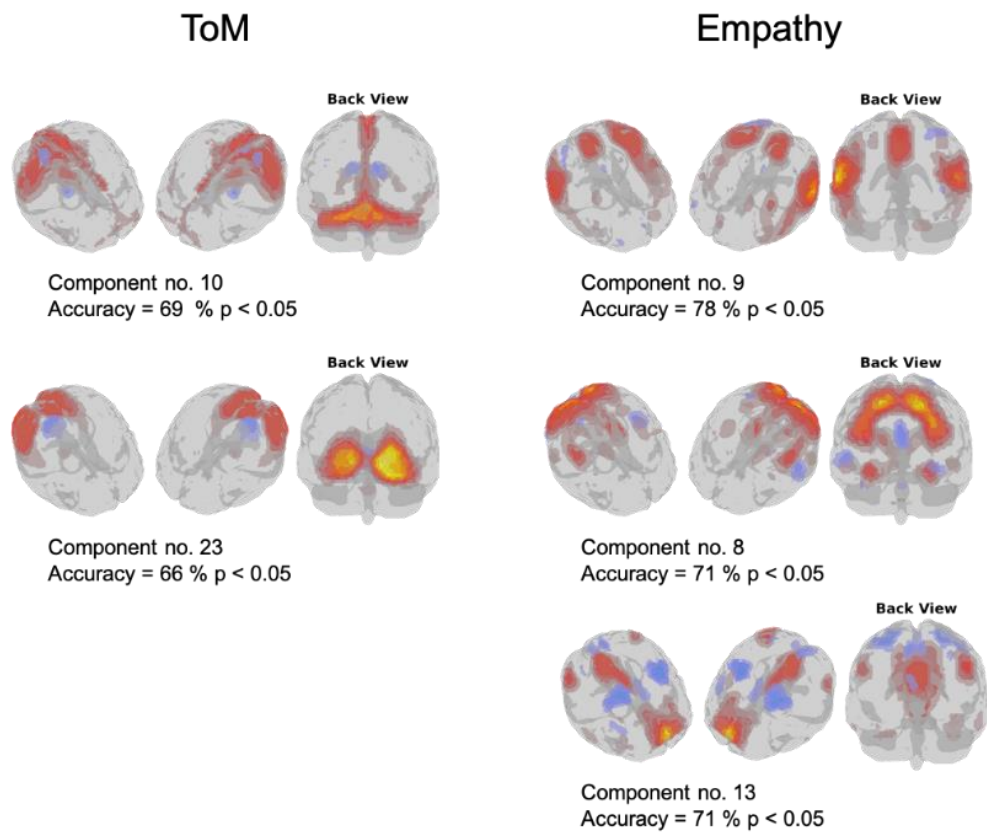 ToM
Empathy
Back View
Back View
Component no. 10
Accuracy = 69 % p < 0.05
Component no. 9
Accuracy = 78 % p < 0.05
Back View
Back View
Component no. 23
Accuracy = 66 % p < 0.05
Component no. 8
Accuracy = 71 % p < 0.05
Back View
Component no. 13
Accuracy = 71 % p < 0.05